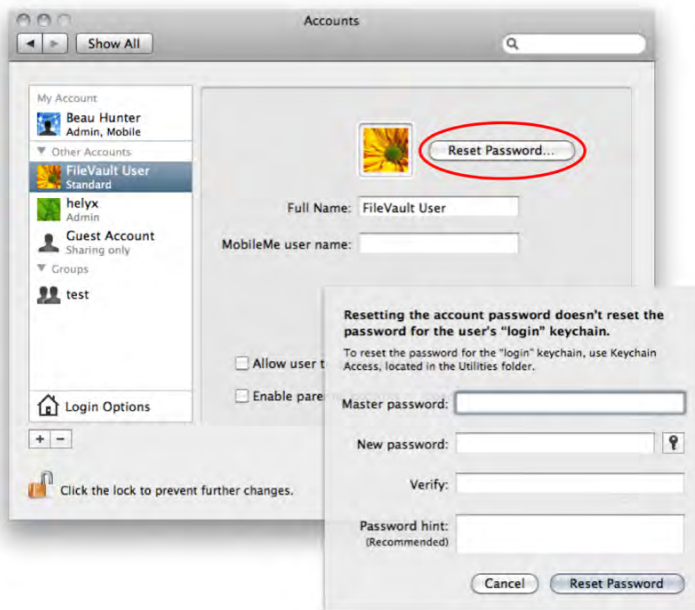 Accounts
Show All
My Account
Beau Hunter
Admin, Mobile
Other Accounts
FileVault User
Standard
helyx
Admin
Guest Account
Sharing only
Groups
test
Login Options
+ −
Click the lock to prevent further changes.
Reset Password...
Full Name: FileVault User
MobileMe user name:
Allow user t
Enable pare
Resetting the account password doesn't reset the
password for the user's "login" keychain.
To reset the password for the "login" keychain, use Keychain
Access, located in the Utilities folder.
Master password:
New password:
Verify:
Password hint:
(Recommended)
Cancel Reset Password